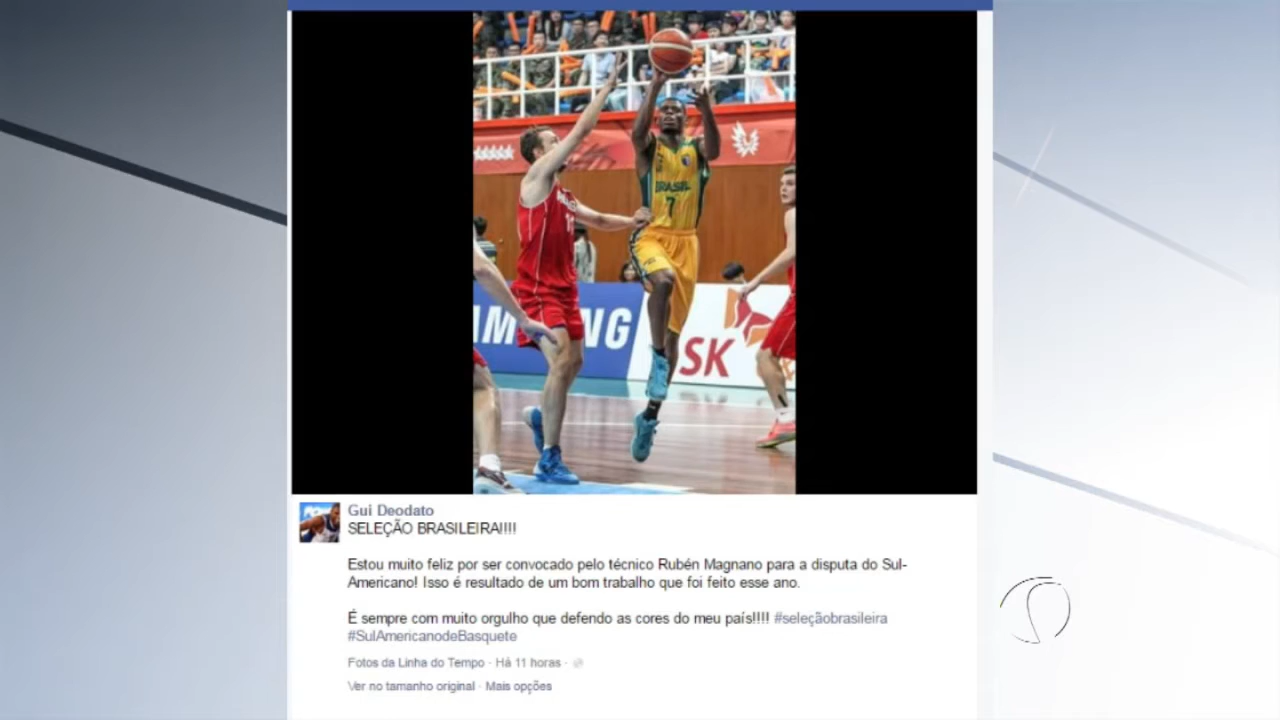 BRASIL
7
SAMSUNG
SK
Gui Deodato
SELEÇÃO BRASILEIRA!!!!
Estou muito feliz por ser convocado pelo técnico Rubén Magnano para a disputa do Sul-
Americano! Isso é resultado de um bom trabalho que foi feito esse ano.
É sempre com muito orgulho que defendo as cores do meu país!!!! #seleçãobrasileira
#SulAmericanodeBasquete
Fotos da Linha do Tempo · Há 11 horas ·
Ver no tamanho original · Mais opções